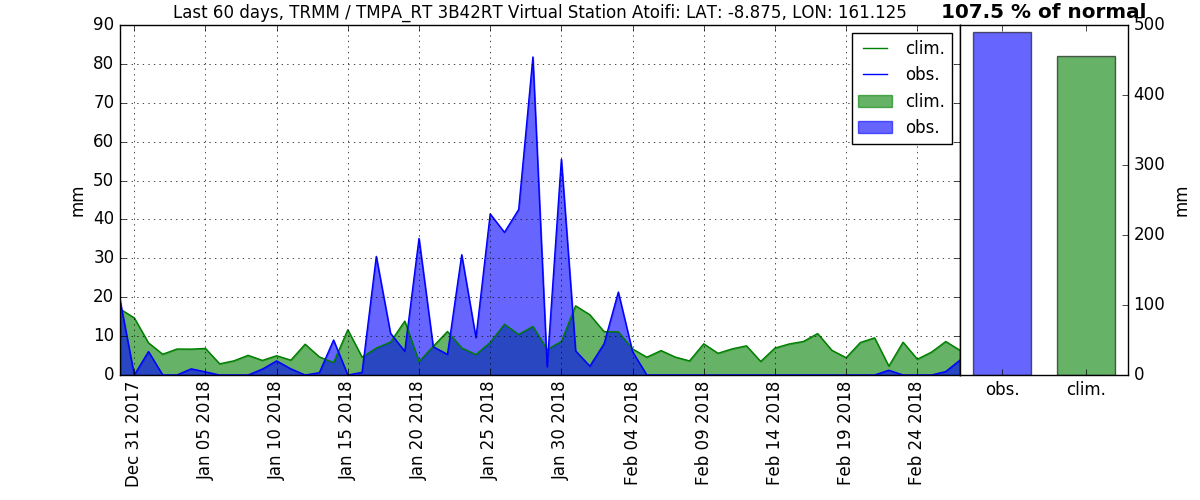 Last 60 days, TRMM / TMPA_RT 3B42RT Virtual Station Atoifi: LAT: -8.875, LON: 161.125
107.5 % of normal
90
80
70
60
50
40
30
20
10
0
mm
clim.
obs.
clim.
obs.
500
400
300
200
100
0
mm
Dec 31 2017
Jan 05 2018
Jan 10 2018
Jan 15 2018
Jan 20 2018
Jan 25 2018
Jan 30 2018
Feb 04 2018
Feb 09 2018
Feb 14 2018
Feb 19 2018
Feb 24 2018
obs.
clim.